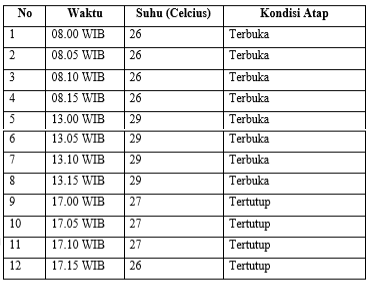 No Waktu Suhu (Celcius) Kondisi Atap
1 08.00 WIB 26 Terbuka
2 08.05 WIB 26 Terbuka
3 08.10 WIB 26 Terbuka
4 08.15 WIB 26 Terbuka
5 13.00 WIB 29 Terbuka
6 13.05 WIB 29 Terbuka
7 13.10 WIB 29 Terbuka
8 13.15 WIB 29 Terbuka
9 17.00 WIB 27 Tertutup
10 17.05 WIB 27 Tertutup
11 17.10 WIB 27 Tertutup
12 17.15 WIB 26 Tertutup